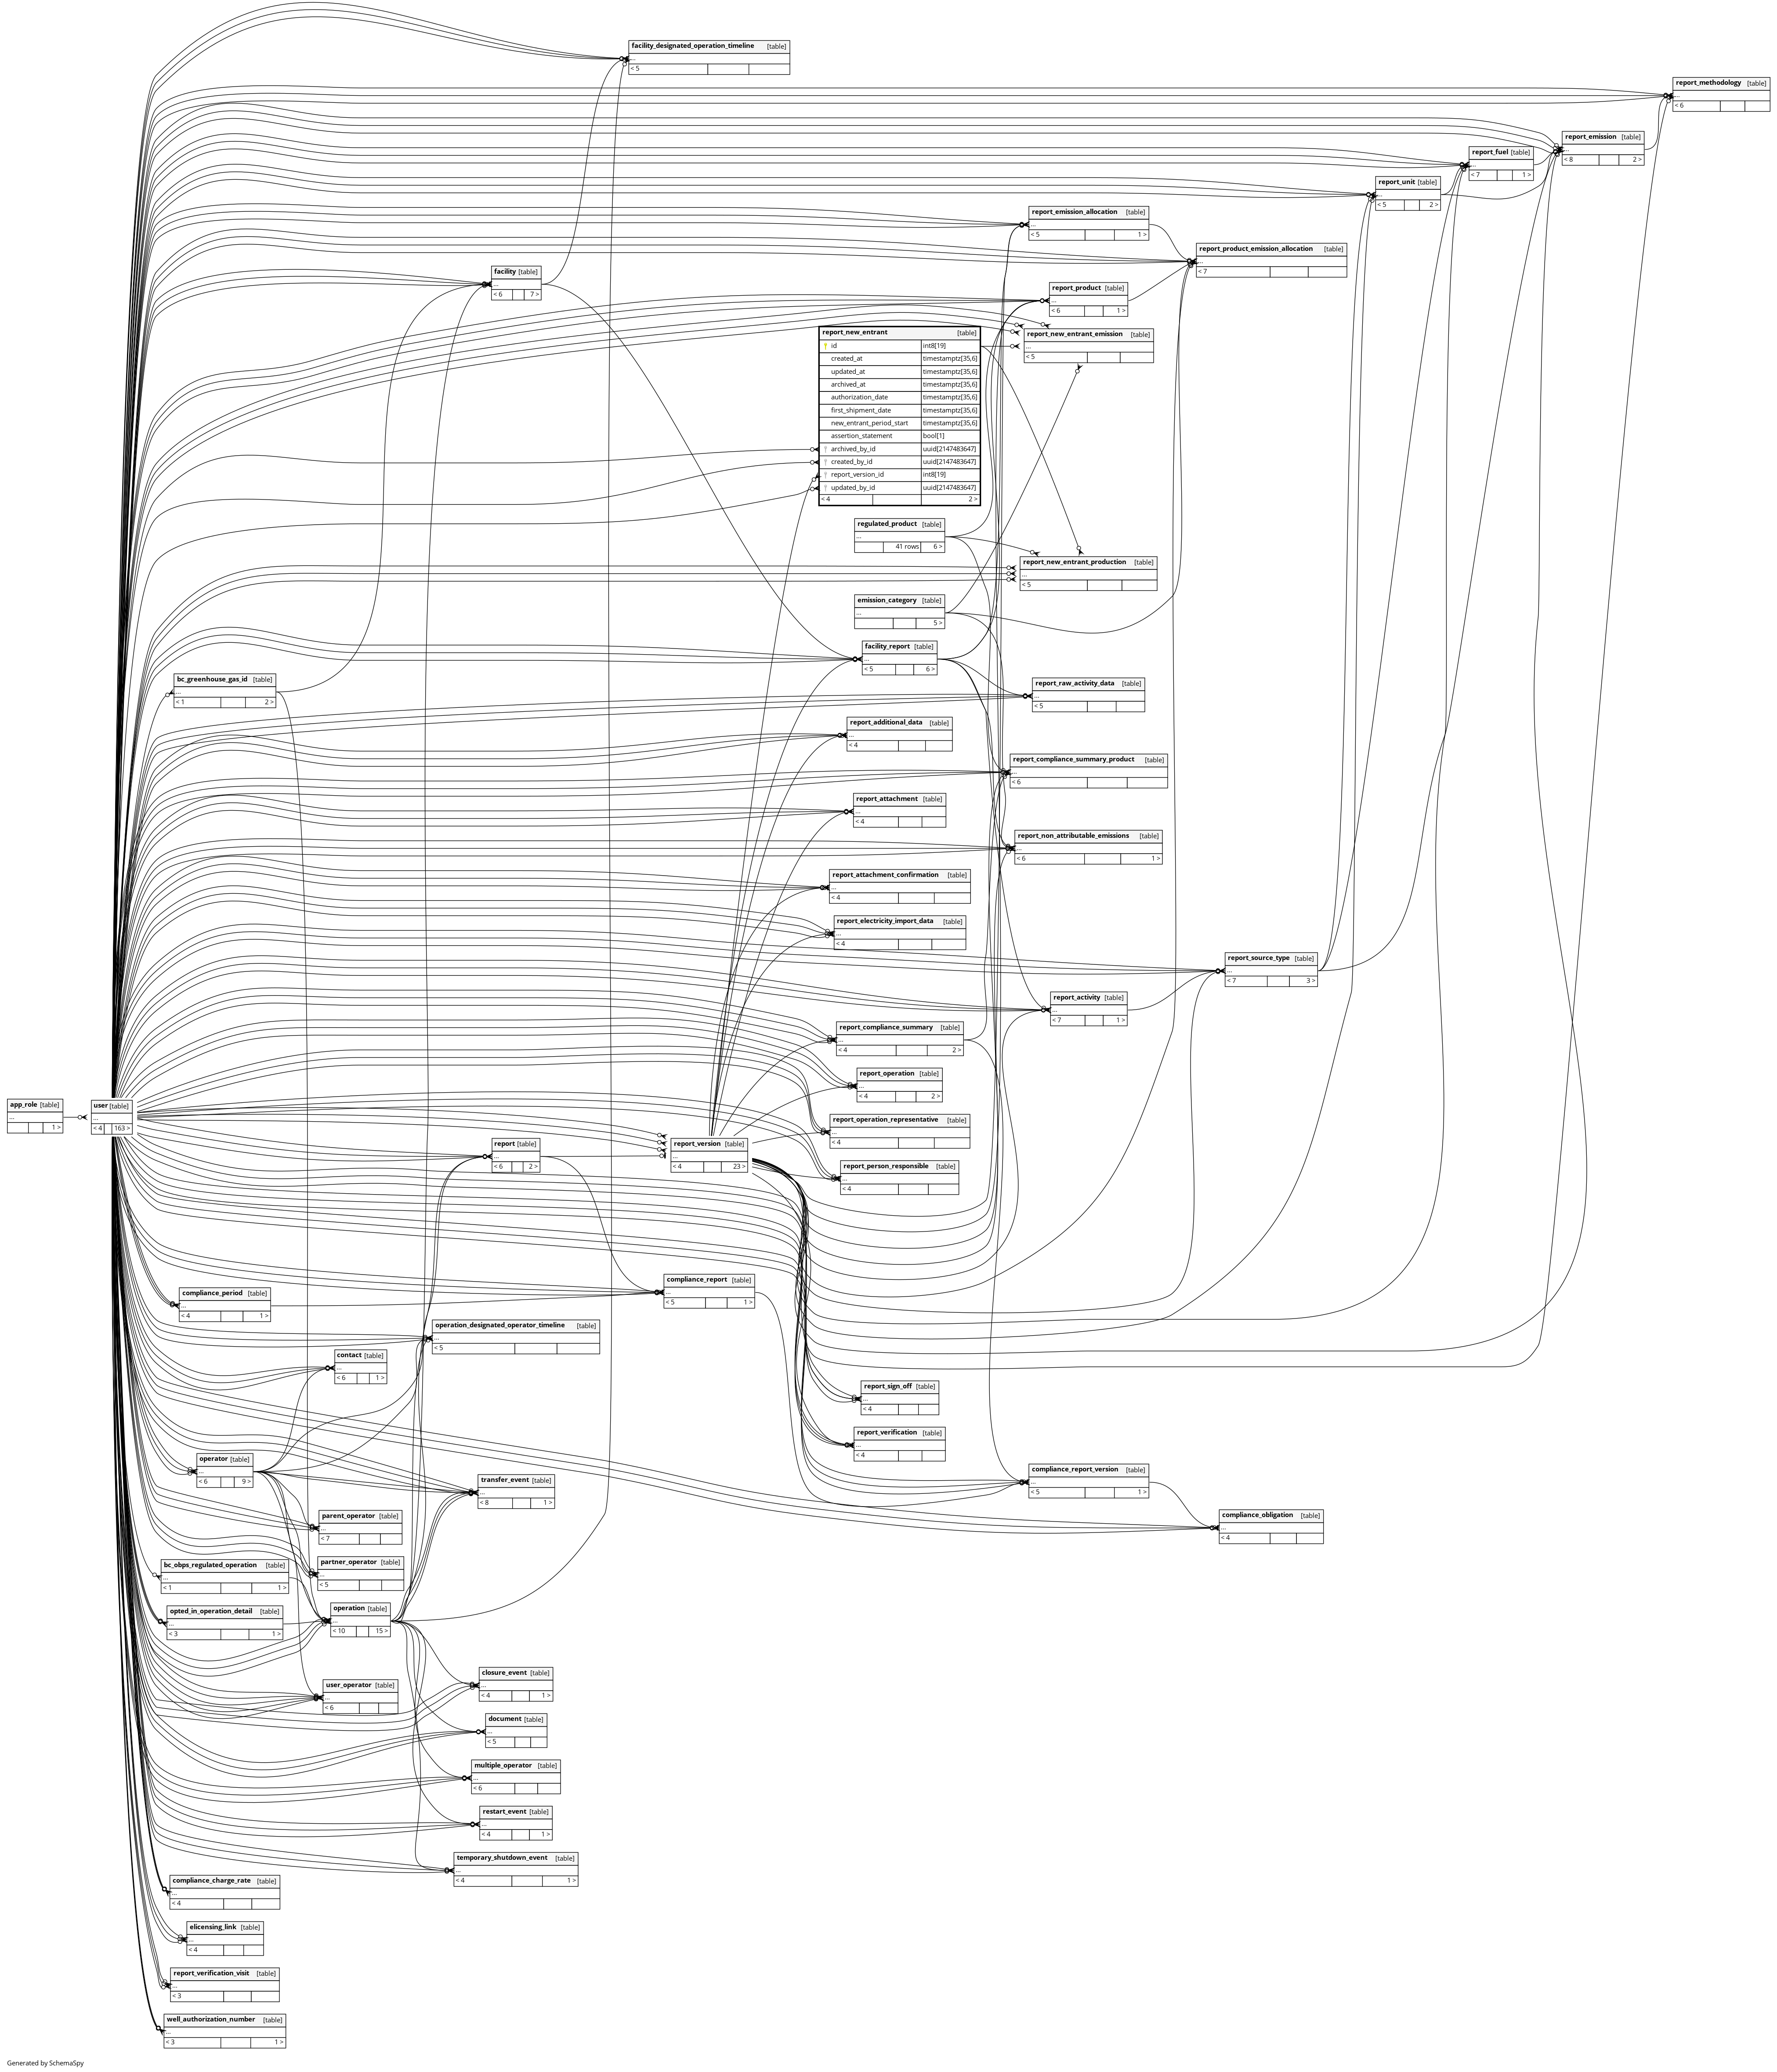 facility_designated_operation_timeline [table]
...
< 5
report_methodology [table]
...
< 6
report_emission [table]
...
< 8 2 >
report_fuel [table]
...
< 7 1 >
report_unit [table]
...
< 5 2 >
report_emission_allocation [table]
...
< 5 1 >
report_product_emission_allocation [table]
...
< 7
facility [table]
...
< 6 7 >
report_product [table]
...
< 6 1 >
report_new_entrant [table]
id int8[19]
created_at timestamptz[35,6]
updated_at timestamptz[35,6]
archived_at timestamptz[35,6]
authorization_date timestamptz[35,6]
first_shipment_date timestamptz[35,6]
new_entrant_period_start timestamptz[35,6]
assertion_statement bool[1]
archived_by_id uuid[2147483647]
created_by_id uuid[2147483647]
report_version_id int8[19]
updated_by_id uuid[2147483647]
< 4 2 >
report_new_entrant_emission [table]
...
< 5
regulated_product [table]
...
41 rows 6 >
report_new_entrant_production [table]
...
< 5
emission_category [table]
...
5 >
facility_report [table]
...
< 5 6 >
bc_greenhouse_gas_id [table]
...
< 1 2 >
report_raw_activity_data [table]
...
< 5
report_additional_data [table]
...
< 4
report_compliance_summary_product [table]
...
< 6
report_attachment [table]
...
< 4
report_non_attributable_emissions [table]
...
< 6 1 >
report_attachment_confirmation [table]
...
< 4
report_electricity_import_data [table]
...
< 4
report_source_type [table]
...
< 7 3 >
report_activity [table]
...
< 7 1 >
report_compliance_summary [table]
...
< 4 2 >
report_operation [table]
...
< 4 2 >
app_role [table]
...
1 >
user [table]
...
< 4 163 >
report_operation_representative [table]
...
< 4
report [table]
...
< 6 2 >
report_version [table]
...
< 4 23 >
report_person_responsible [table]
...
< 4
compliance_report [table]
...
< 5 1 >
compliance_period [table]
...
< 4 1 >
operation_designated_operator_timeline [table]
...
< 5
contact [table]
...
< 6 1 >
report_sign_off [table]
...
< 4
report_verification [table]
...
< 4
operator [table]
...
< 6 9 >
compliance_report_version [table]
...
< 5 1 >
transfer_event [table]
...
< 8 1 >
parent_operator [table]
...
< 7
compliance_obligation [table]
...
< 4
partner_operator [table]
...
< 5
bc_obps_regulated_operation [table]
...
< 1 1 >
operation [table]
...
< 10 15 >
opted_in_operation_detail [table]
...
< 3 1 >
closure_event [table]
...
< 4 1 >
user_operator [table]
...
< 6
document [table]
...
< 5
multiple_operator [table]
...
< 6
restart_event [table]
...
< 4 1 >
temporary_shutdown_event [table]
...
< 4 1 >
compliance_charge_rate [table]
...
< 4
elicensing_link [table]
...
< 4
report_verification_visit [table]
...
< 3
well_authorization_number [table]
...
< 3 1 >
Generated by SchemaSpy